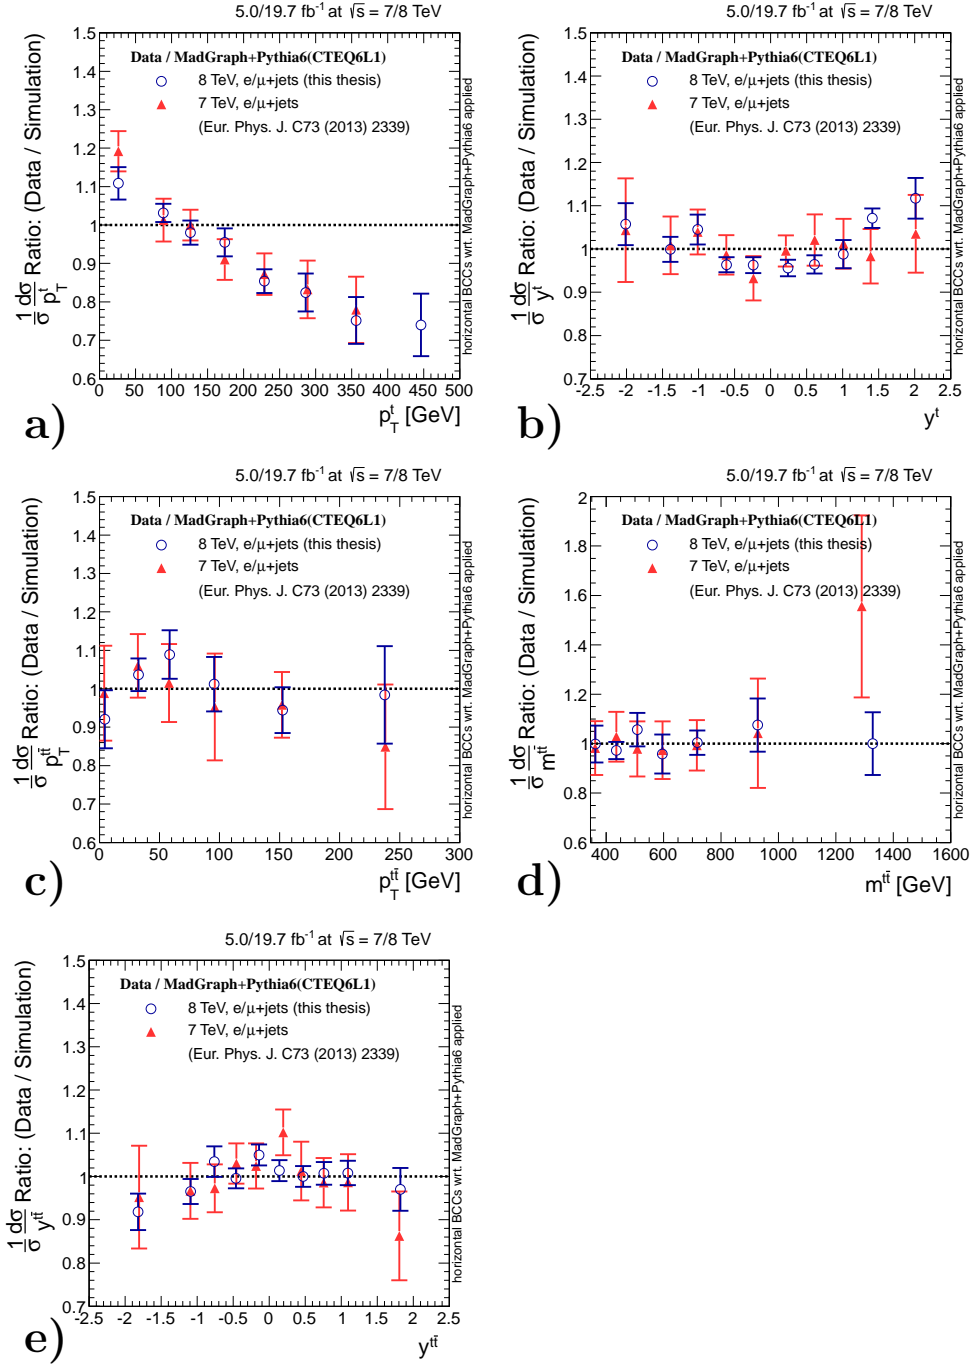 5.0/19.7 fb⁻¹ at √s = 7/8 TeV
1/σ dσ/p_T^t Ratio: (Data / Simulation)
1.5
1.4
1.3
1.2
1.1
1
0.9
0.8
0.7
0.6
Data / MadGraph+Pythia6(CTEQ6L1)
8 TeV, e/μ+jets (this thesis)
7 TeV, e/μ+jets
(Eur. Phys. J. C73 (2013) 2339)
horizontal BCCs wrt. MadGraph+Pythia6 applied
0 50 100 150 200 250 300 350 400 450 500
p_T^t [GeV]
a)
5.0/19.7 fb⁻¹ at √s = 7/8 TeV
1/σ dσ/y^t Ratio: (Data / Simulation)
1.5
1.4
1.3
1.2
1.1
1
0.9
0.8
0.7
Data / MadGraph+Pythia6(CTEQ6L1)
8 TeV, e/μ+jets (this thesis)
7 TeV, e/μ+jets
(Eur. Phys. J. C73 (2013) 2339)
horizontal BCCs wrt. MadGraph+Pythia6 applied
-2.5 -2 -1.5 -1 -0.5 0 0.5 1 1.5 2 2.5
y^t
b)
5.0/19.7 fb⁻¹ at √s = 7/8 TeV
1/σ dσ/p_T^tt̄ Ratio: (Data / Simulation)
1.5
1.4
1.3
1.2
1.1
1
0.9
0.8
0.7
0.6
Data / MadGraph+Pythia6(CTEQ6L1)
8 TeV, e/μ+jets (this thesis)
7 TeV, e/μ+jets
(Eur. Phys. J. C73 (2013) 2339)
horizontal BCCs wrt. MadGraph+Pythia6 applied
0 50 100 150 200 250 300
p_T^tt̄ [GeV]
c)
5.0/19.7 fb⁻¹ at √s = 7/8 TeV
1/σ dσ/m^tt̄ Ratio: (Data / Simulation)
2
1.8
1.6
1.4
1.2
1
0.8
0.6
Data / MadGraph+Pythia6(CTEQ6L1)
8 TeV, e/μ+jets (this thesis)
7 TeV, e/μ+jets
(Eur. Phys. J. C73 (2013) 2339)
horizontal BCCs wrt. MadGraph+Pythia6 applied
400 600 800 1000 1200 1400 1600
m^tt̄ [GeV]
d)
5.0/19.7 fb⁻¹ at √s = 7/8 TeV
1/σ dσ/y^tt̄ Ratio: (Data / Simulation)
1.5
1.4
1.3
1.2
1.1
1
0.9
0.8
0.7
Data / MadGraph+Pythia6(CTEQ6L1)
8 TeV, e/μ+jets (this thesis)
7 TeV, e/μ+jets
(Eur. Phys. J. C73 (2013) 2339)
horizontal BCCs wrt. MadGraph+Pythia6 applied
-2.5 -2 -1.5 -1 -0.5 0 0.5 1 1.5 2 2.5
y^tt̄
e)